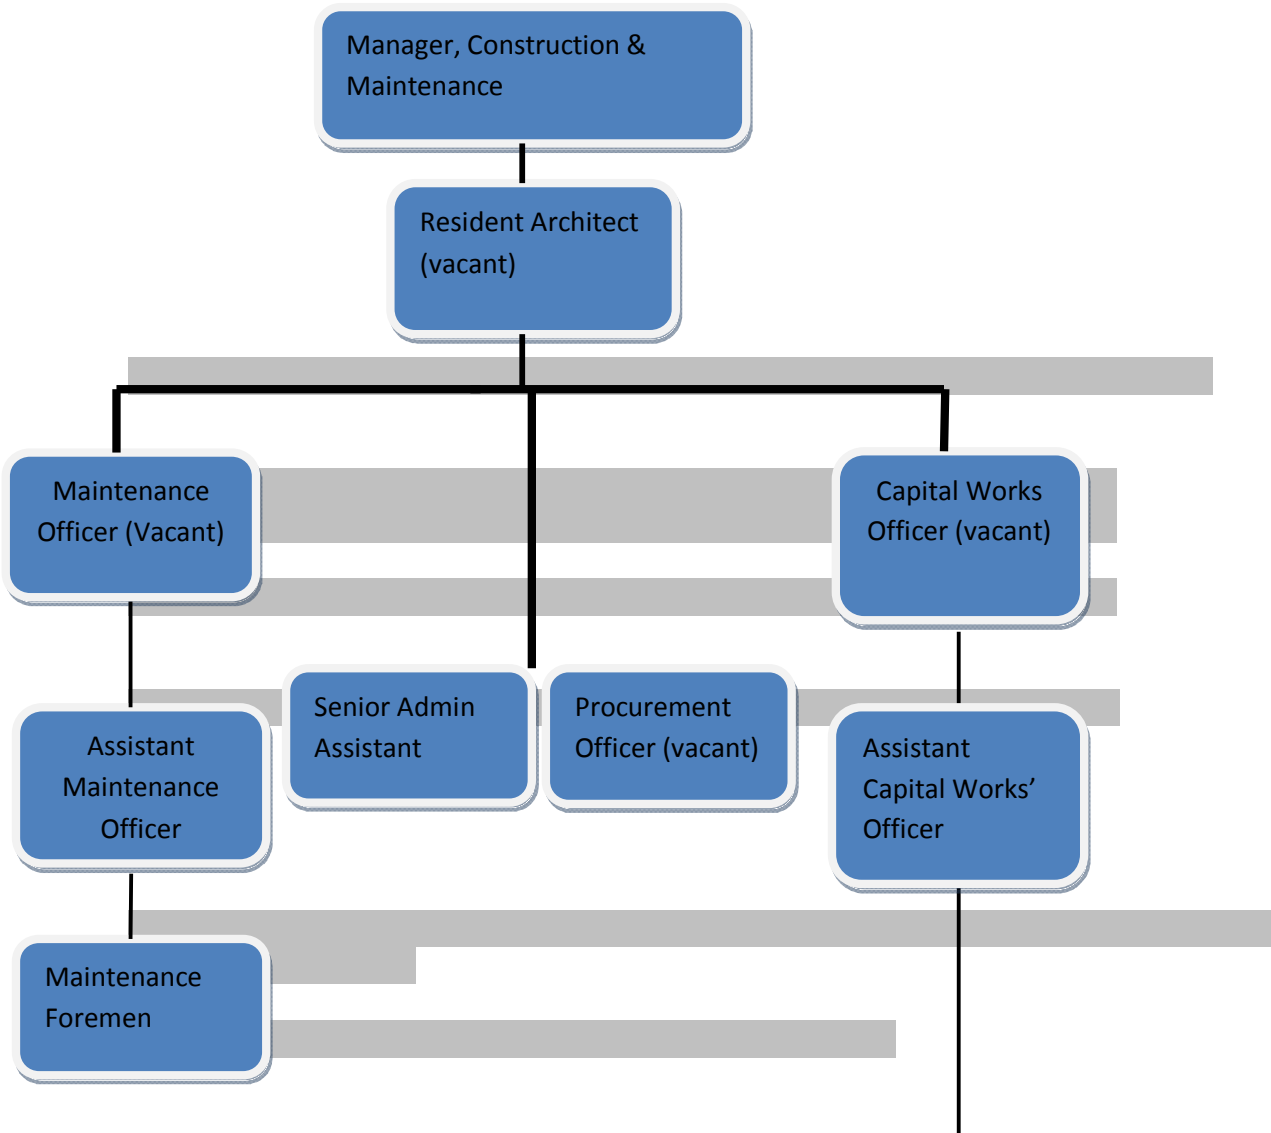 Manager, Construction &
Maintenance
Resident Architect
(vacant)
Maintenance
Officer (Vacant)
Capital Works
Officer (vacant)
Senior Admin
Assistant
Procurement
Officer (vacant)
Assistant
Maintenance
Officer
Assistant
Capital Works’
Officer
Maintenance
Foremen